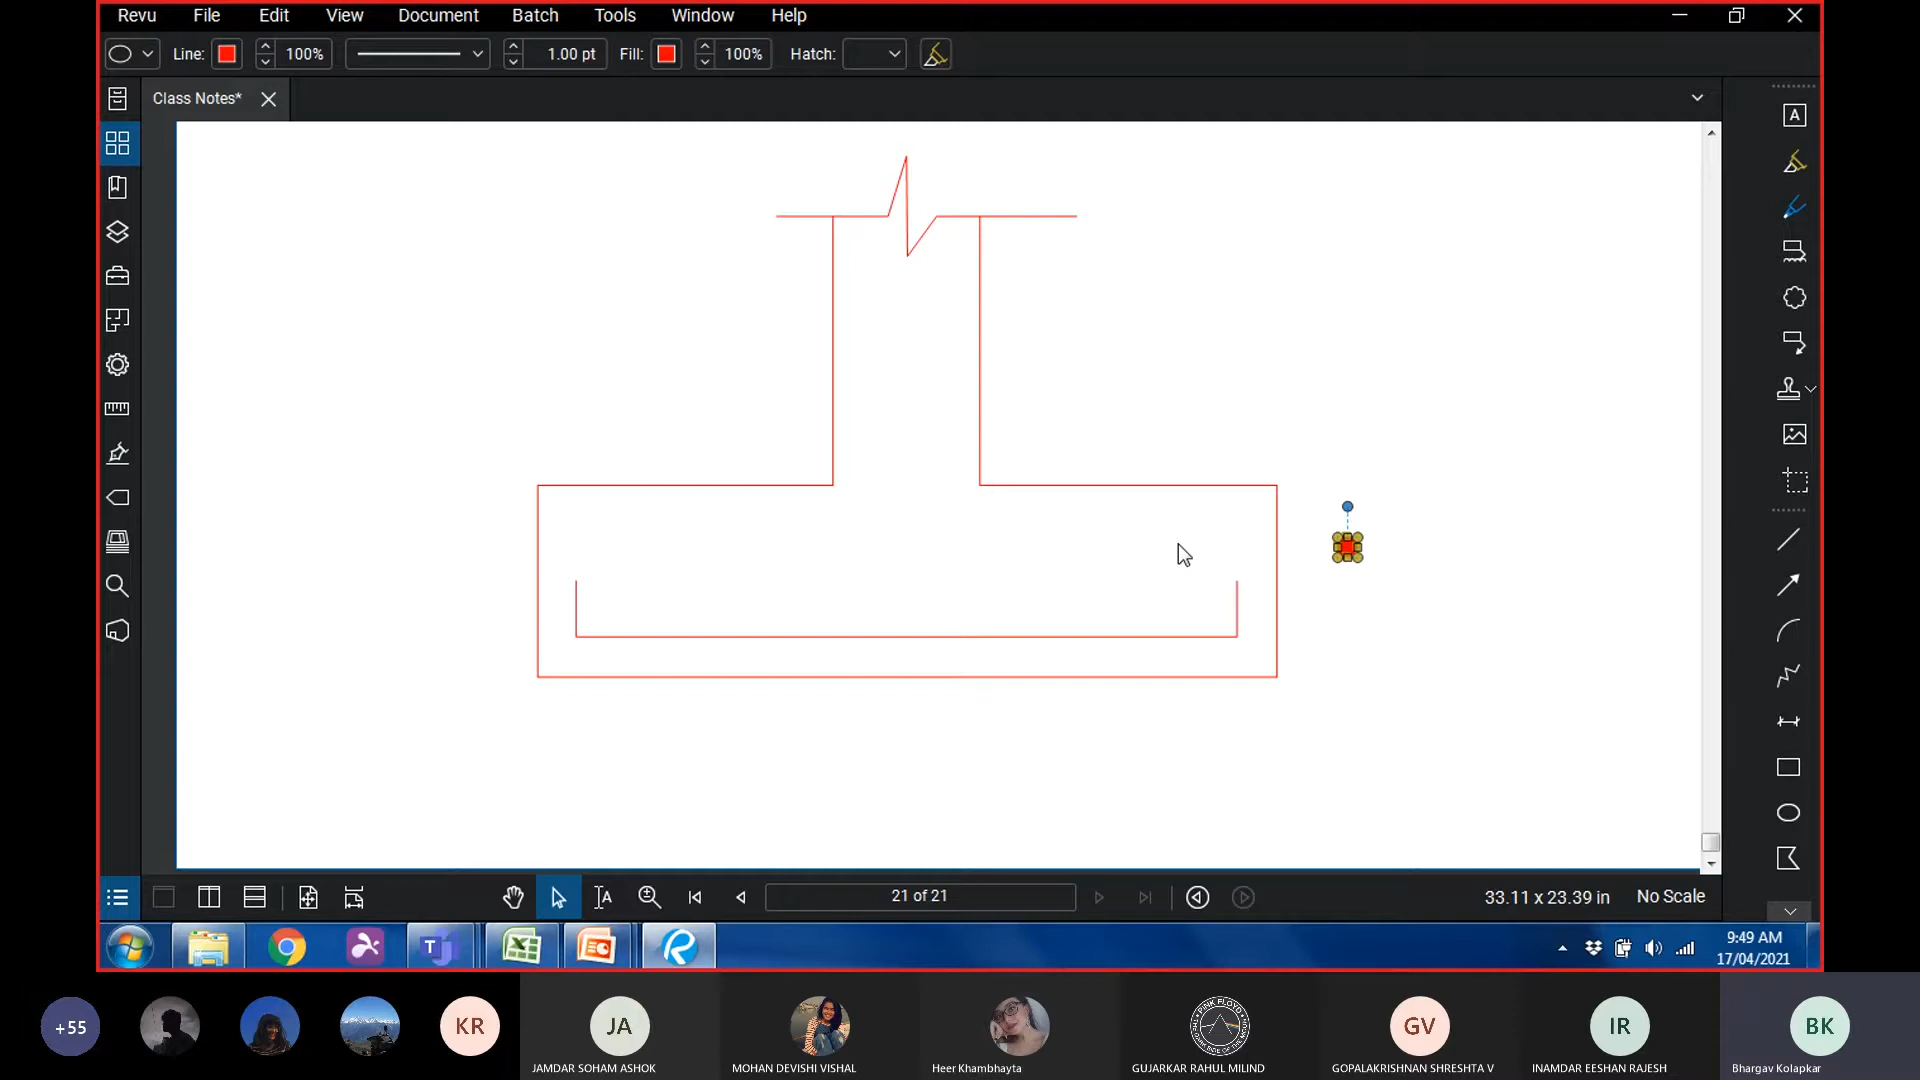 Revu File Edit View Document Batch Tools Window Help
Line: 100% 1.00 pt Fill: 100% Hatch:
Class Notes*
A
A
21 of 21
33.11 x 23.39 in No Scale
T
9:49 AM
17/04/2021
+55
KR
JA
PINK FLOYD
GV
IR
BK
JAMDAR SOHAM ASHOK
MOHAN DEVISHI VISHAL
Heer Khambhayta
GUJARKAR RAHUL MILIND
GOPALAKRISHNAN SHRESHTA V
INAMDAR EESHAN RAJESH
Bhargav Kolapkar